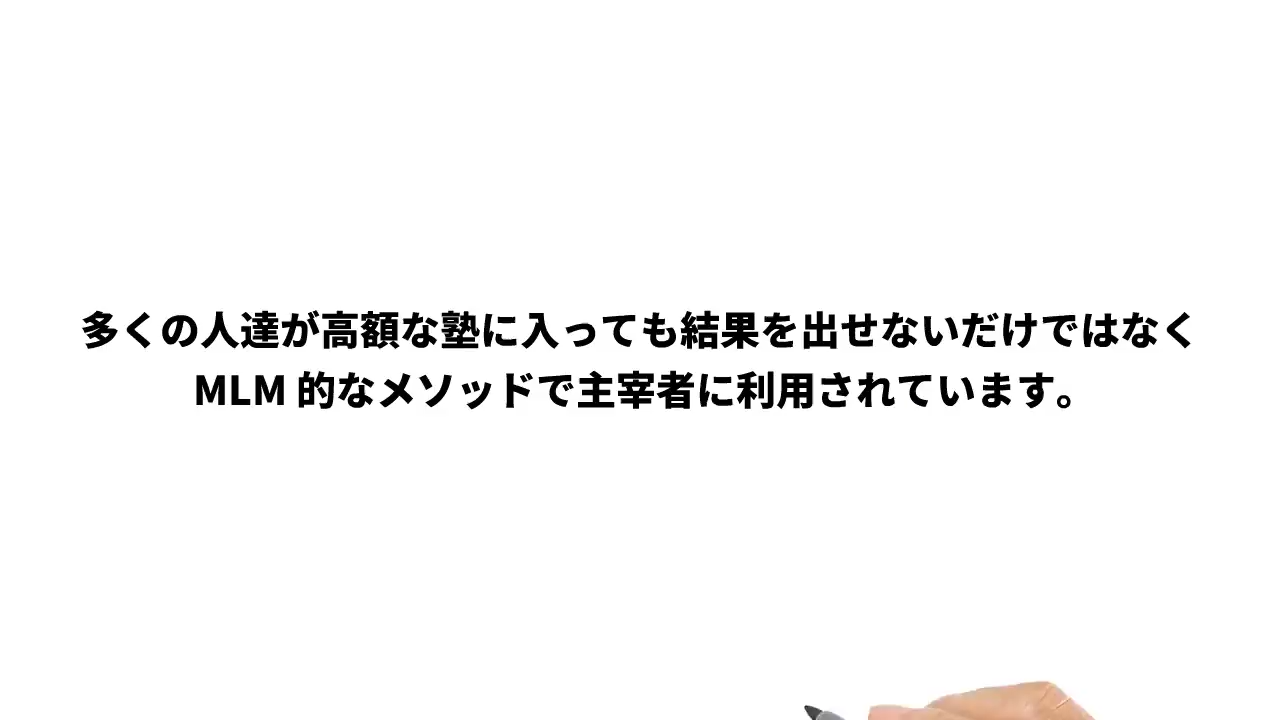 多くの人達が高額な塾に入っても結果を出せないだけではなく
MLM 的なメソッドで主宰者に利用されています。